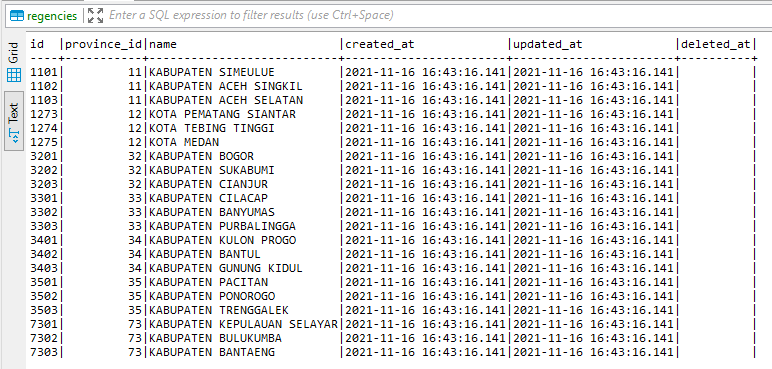 regencies Enter a SQL expression to filter results (use Ctrl+Space)
Grid
Text
id |province_id|name |created_at |updated_at |deleted_at|
----+-----------+------------------------+-----------------------+-----------------------+----------+
1101| 11|KABUPATEN SIMEULUE |2021-11-16 16:43:16.141|2021-11-16 16:43:16.141| |
1102| 11|KABUPATEN ACEH SINGKIL |2021-11-16 16:43:16.141|2021-11-16 16:43:16.141| |
1103| 11|KABUPATEN ACEH SELATAN |2021-11-16 16:43:16.141|2021-11-16 16:43:16.141| |
1273| 12|KOTA PEMATANG SIANTAR |2021-11-16 16:43:16.141|2021-11-16 16:43:16.141| |
1274| 12|KOTA TEBING TINGGI |2021-11-16 16:43:16.141|2021-11-16 16:43:16.141| |
1275| 12|KOTA MEDAN |2021-11-16 16:43:16.141|2021-11-16 16:43:16.141| |
3201| 32|KABUPATEN BOGOR |2021-11-16 16:43:16.141|2021-11-16 16:43:16.141| |
3202| 32|KABUPATEN SUKABUMI |2021-11-16 16:43:16.141|2021-11-16 16:43:16.141| |
3203| 32|KABUPATEN CIANJUR |2021-11-16 16:43:16.141|2021-11-16 16:43:16.141| |
3301| 33|KABUPATEN CILACAP |2021-11-16 16:43:16.141|2021-11-16 16:43:16.141| |
3302| 33|KABUPATEN BANYUMAS |2021-11-16 16:43:16.141|2021-11-16 16:43:16.141| |
3303| 33|KABUPATEN PURBALINGGA |2021-11-16 16:43:16.141|2021-11-16 16:43:16.141| |
3401| 34|KABUPATEN KULON PROGO |2021-11-16 16:43:16.141|2021-11-16 16:43:16.141| |
3402| 34|KABUPATEN BANTUL |2021-11-16 16:43:16.141|2021-11-16 16:43:16.141| |
3403| 34|KABUPATEN GUNUNG KIDUL |2021-11-16 16:43:16.141|2021-11-16 16:43:16.141| |
3501| 35|KABUPATEN PACITAN |2021-11-16 16:43:16.141|2021-11-16 16:43:16.141| |
3502| 35|KABUPATEN PONOROGO |2021-11-16 16:43:16.141|2021-11-16 16:43:16.141| |
3503| 35|KABUPATEN TRENGGALEK |2021-11-16 16:43:16.141|2021-11-16 16:43:16.141| |
7301| 73|KABUPATEN KEPULAUAN SELAYAR|2021-11-16 16:43:16.141|2021-11-16 16:43:16.141| |
7302| 73|KABUPATEN BULUKUMBA |2021-11-16 16:43:16.141|2021-11-16 16:43:16.141| |
7303| 73|KABUPATEN BANTAENG |2021-11-16 16:43:16.141|2021-11-16 16:43:16.141| |